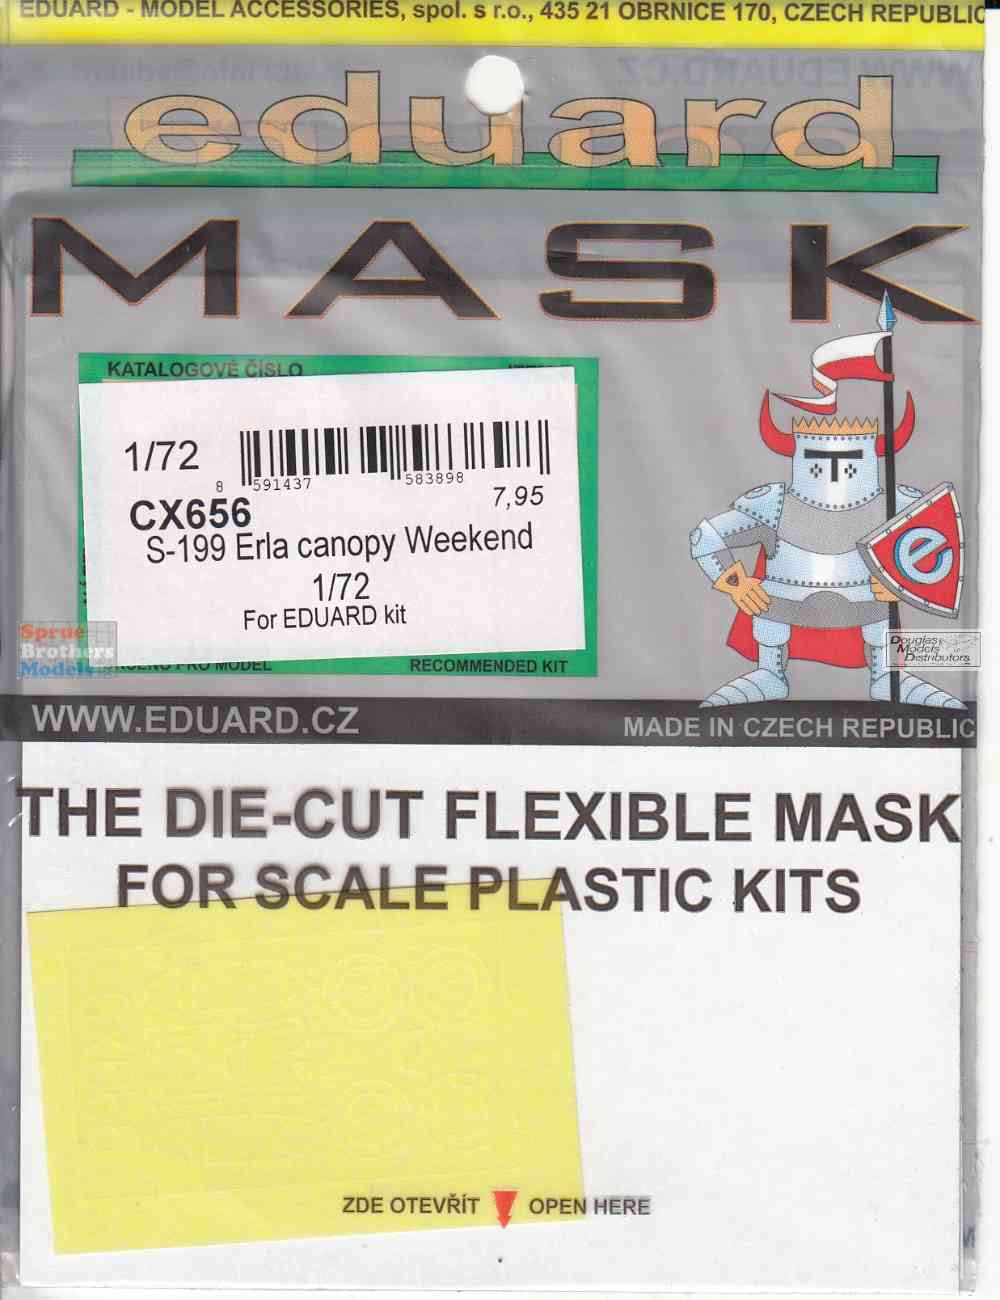 EDUARD - MODEL ACCESSORIES, spol. s r.o., 435 21 OBRNICE 170, CZECH REPUBLIC
eduard
MASK
KATALOGOVÉ ČÍSLO
1/72
8 591437 583898
7,95
CX656
S-199 Erla canopy Weekend
1/72
For EDUARD kit
PRO MODEL
RECOMMENDED KIT
e
Sprue
Brothers
Models
Douglas
Models
Distributors
WWW.EDUARD.CZ
MADE IN CZECH REPUBLIC
THE DIE-CUT FLEXIBLE MASK
FOR SCALE PLASTIC KITS
ZDE OTEVŘÍT OPEN HERE